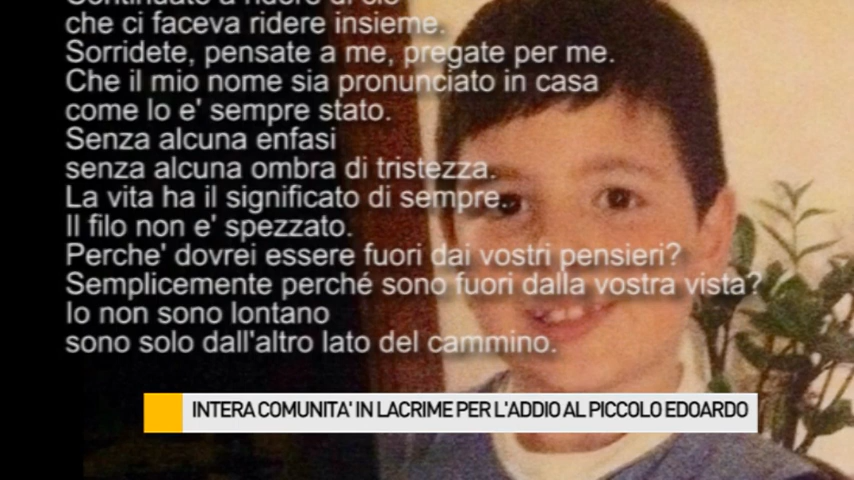 Continuate a ridere di ciò
che ci faceva ridere insieme.
Sorridete, pensate a me, pregate per me.
Che il mio nome sia pronunciato in casa
come lo e' sempre stato.
Senza alcuna enfasi
senza alcuna ombra di tristezza.
La vita ha il significato di sempre.
Il filo non e' spezzato.
Perche' dovrei essere fuori dai vostri pensieri?
Semplicemente perché sono fuori dalla vostra vista?
Io non sono lontano
sono solo dall'altro lato del cammino.
INTERA COMUNITA' IN LACRIME PER L'ADDIO AL PICCOLO EDOARDO